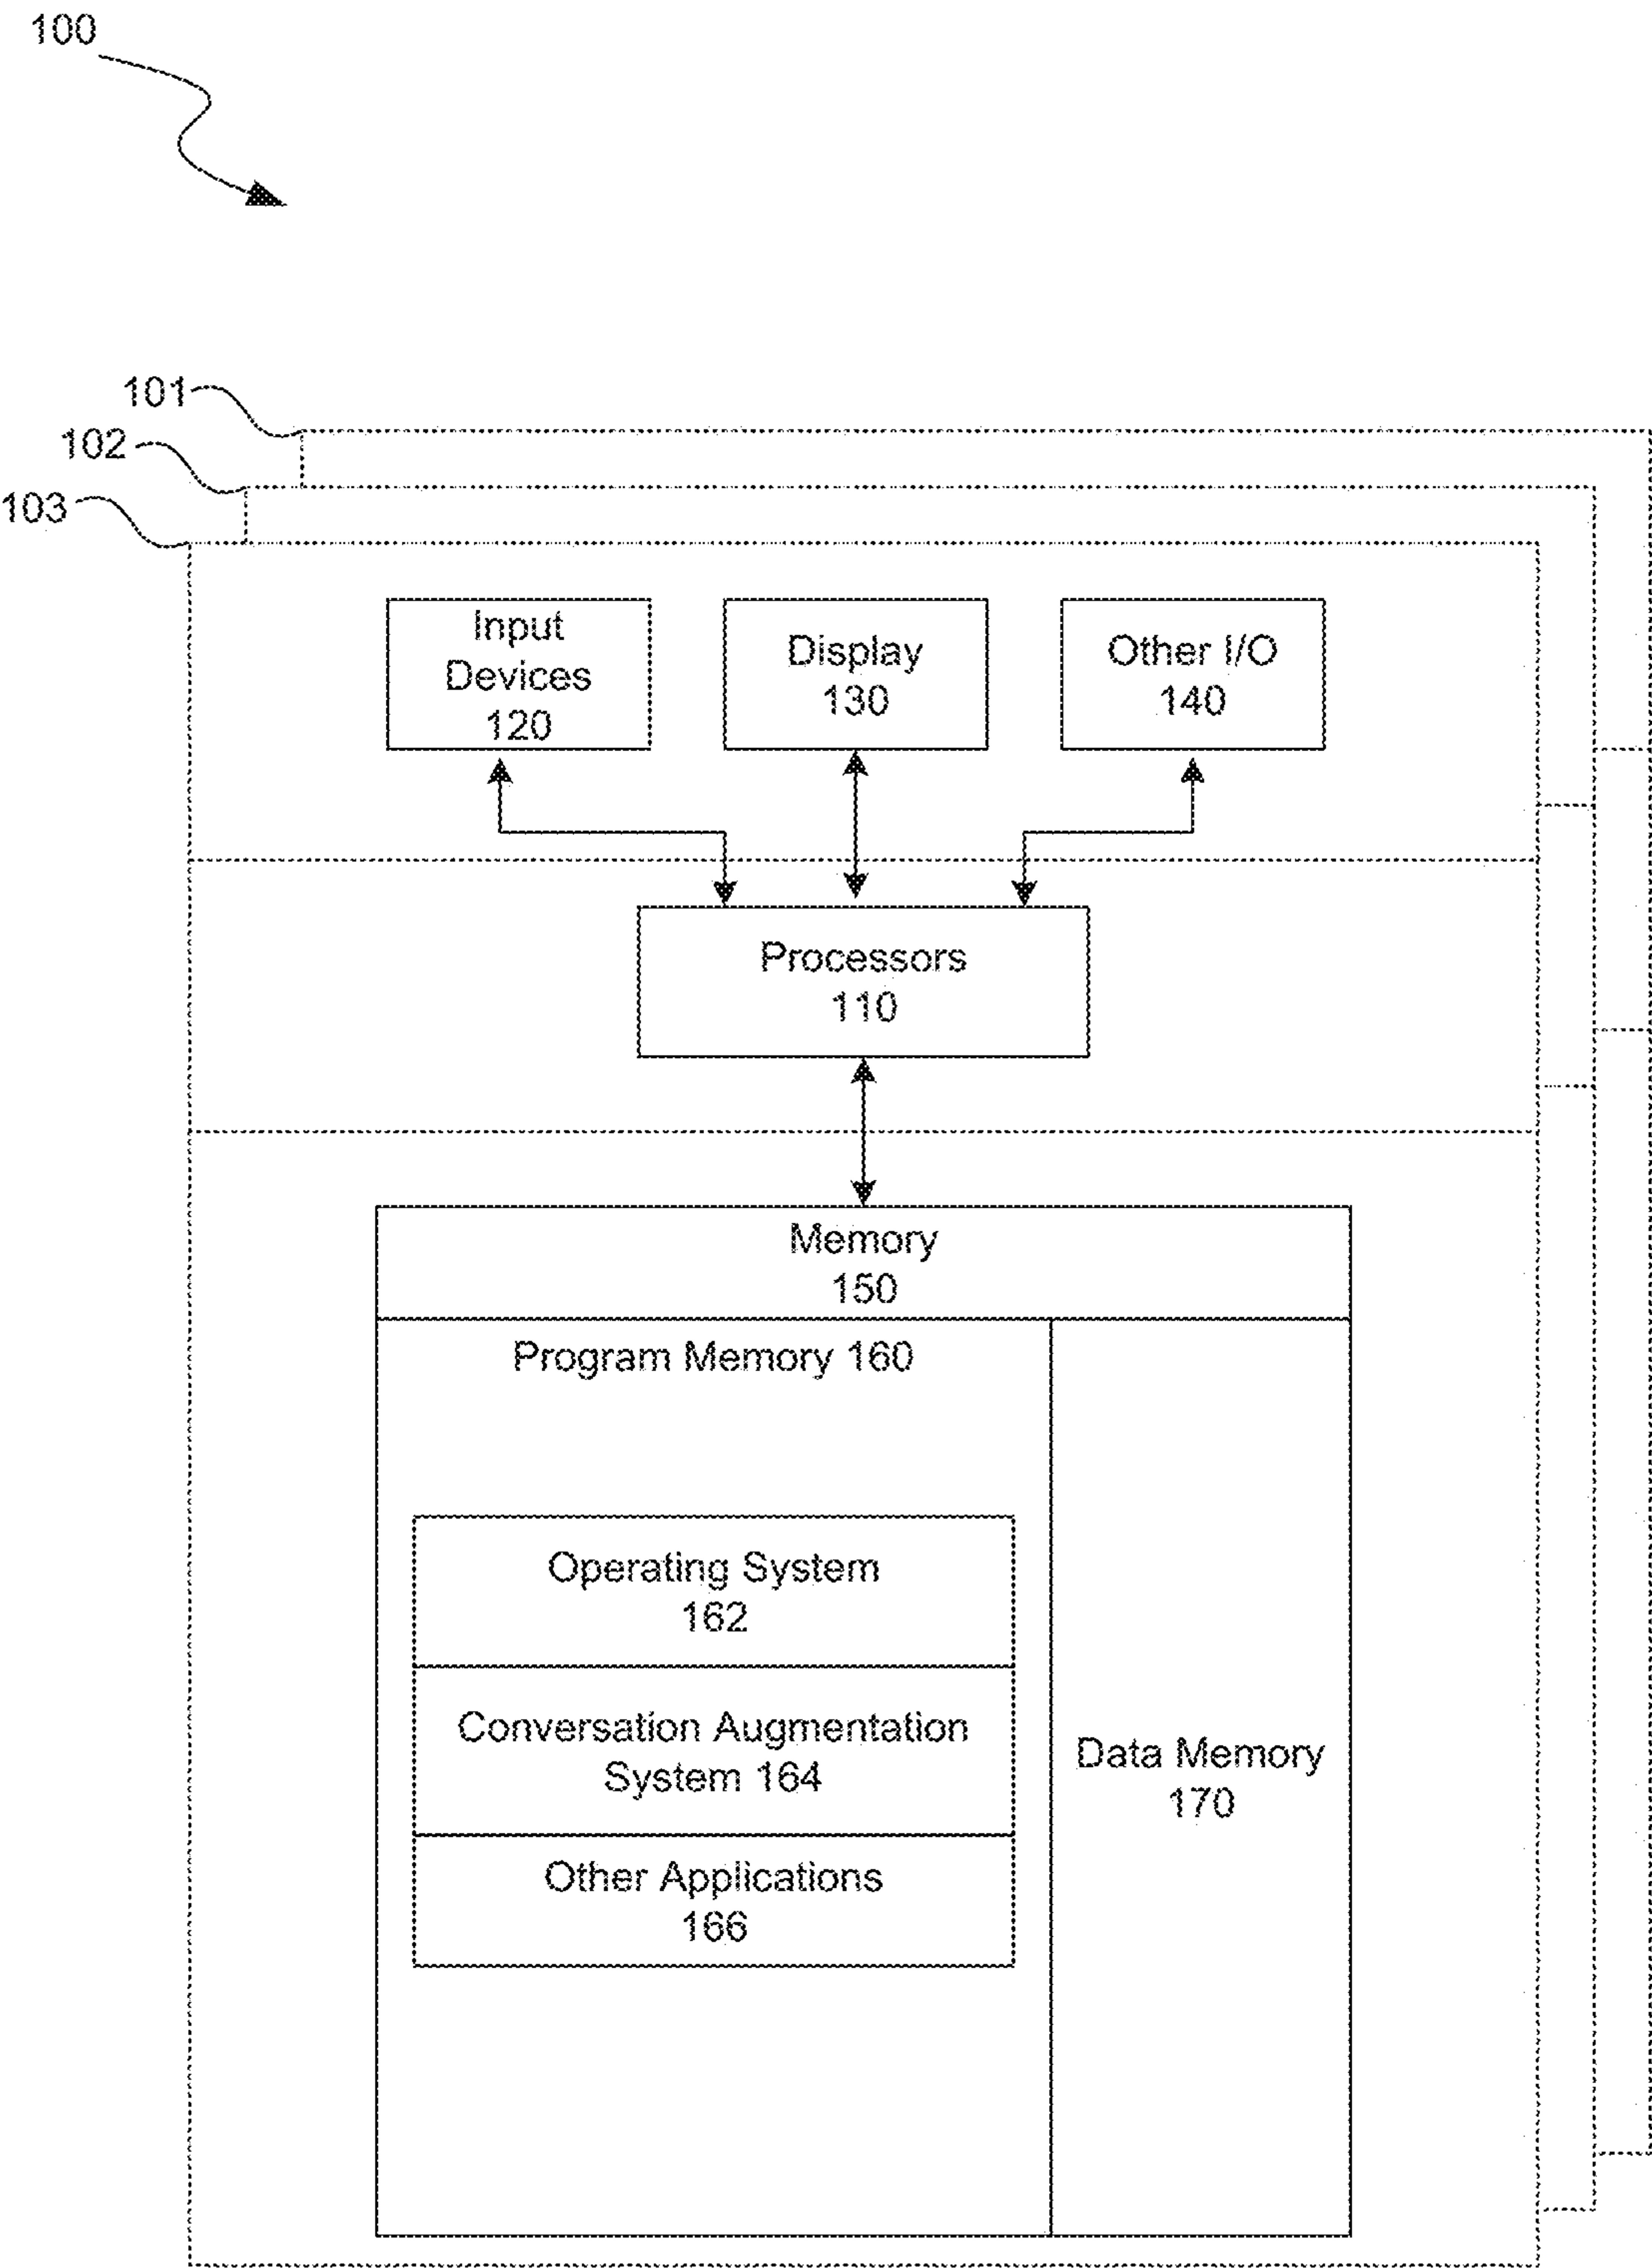 100
101
102
103
Input
Devices
120
Display
130
Other I/O
140
Processors
110
Memory
150
Program Memory 160
Operating System
162
Conversation Augmentation
System 164
Other Applications
166
Data Memory
170